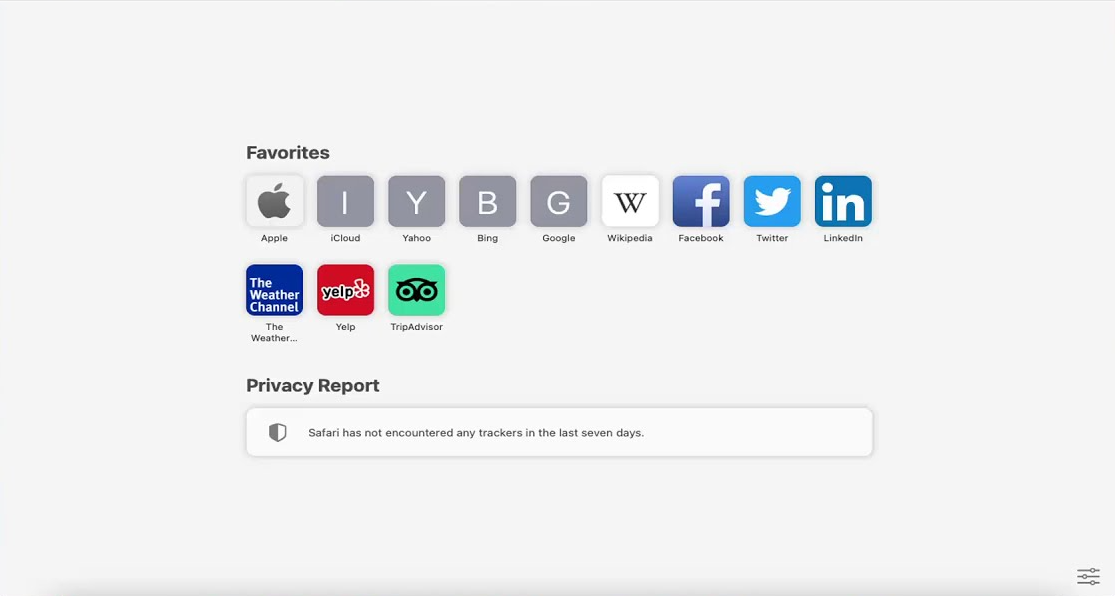 Favorites
I Y B G W f in
Apple iCloud Yahoo Bing Google Wikipedia Facebook Twitter LinkedIn
The
Weather
Channel
yelp
The
Weather...
Yelp TripAdvisor
Privacy Report
Safari has not encountered any trackers in the last seven days.